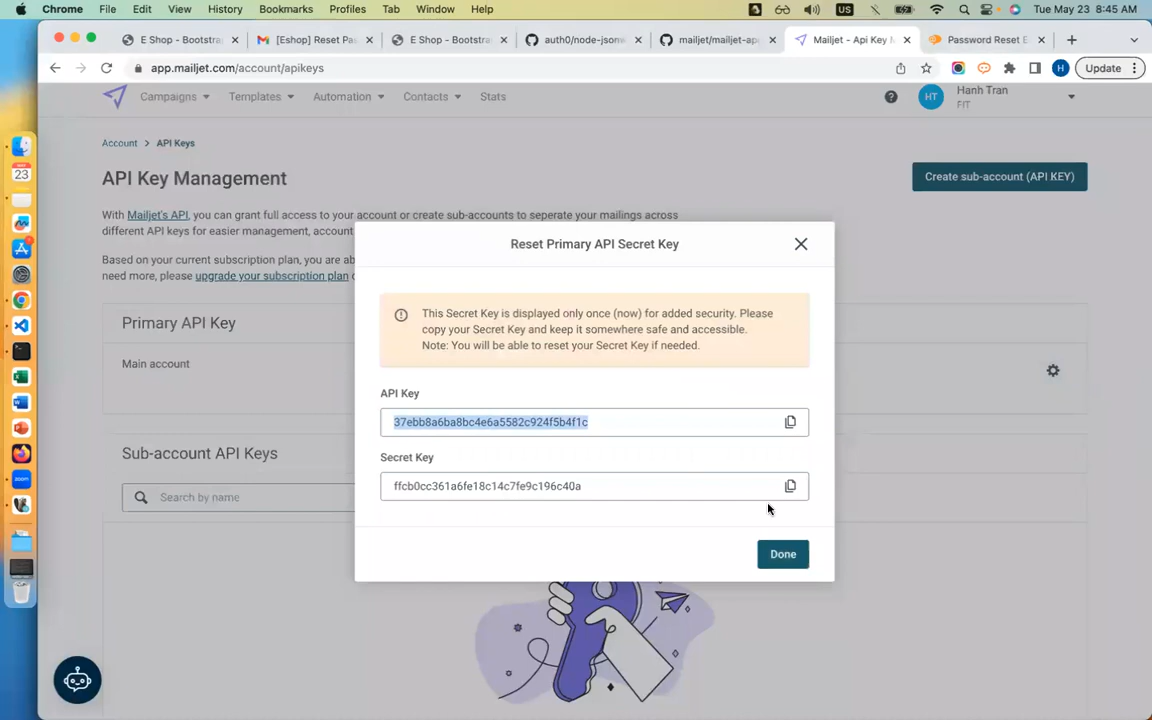 Chrome File Edit View History Bookmarks Profiles Tab Window Help US Tue May 23 8:45 AM
E Shop - Bootstra
[Eshop] Reset Pa
E Shop - Bootstra
auth0/node-jsonw
mailjet/mailjet-ap
Mailjet - Api Key M
Password Reset E
app.mailjet.com/account/apikeys
H
Update
Campaigns Templates Automation Contacts Stats
HT
Hanh Tran
FIT
23
Account > API Keys
API Key Management
Create sub-account (API KEY)
With Mailjet's API, you can grant full access to your account or create sub-accounts to seperate your mailings across
different API keys for easier management, account
Based on your current subscription plan, you are ab
need more, please upgrade your subscription plan
Primary API Key
Main account
Sub-account API Keys
Search by name
Reset Primary API Secret Key
This Secret Key is displayed only once (now) for added security. Please
copy your Secret Key and keep it somewhere safe and accessible.
Note: You will be able to reset your Secret Key if needed.
API Key
37ebb8a6ba8bc4e6a5582c924f5b4f1c
Secret Key
ffcb0cc361a6fe18c14c7fe9c196c40a
Done